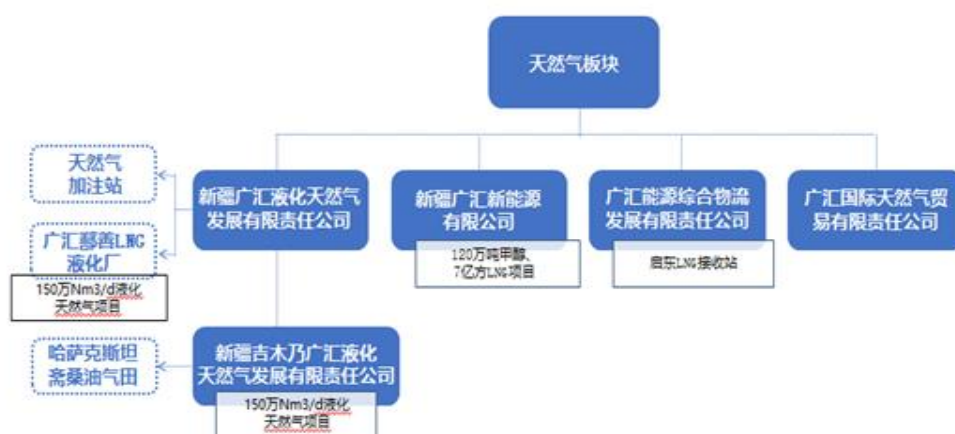 天然气板块
天然气
加注站
新疆广汇液化天然气
发展有限责任公司
新疆广汇新能源
有限公司
广汇能源综合物流
发展有限责任公司
广汇国际天然气贸
易有限责任公司
广汇鄯善LNG
液化厂
120万吨甲醇、
7亿方LNG项目
启东LNG接收站
150万Nm3/d液化
天然气项目
哈萨克斯坦
斋桑油气田
新疆吉木乃广汇液化
天然气发展有限责任公司
150万Nm3/d液化
天然气项目